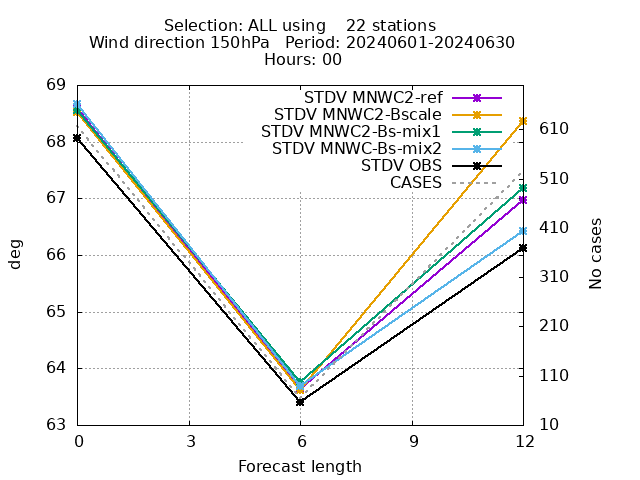 Selection: ALL using    22 stations
Wind direction 150hPa   Period: 20240601-20240630
Hours: 00
STDV MNWC2-ref
STDV MNWC2-Bscale
STDV MNWC2-Bs-mix1
STDV MNWC-Bs-mix2
STDV OBS
CASES
69
68
67
66
65
64
63
deg
610
510
410
310
210
110
10
No cases
0
3
6
9
12
Forecast length